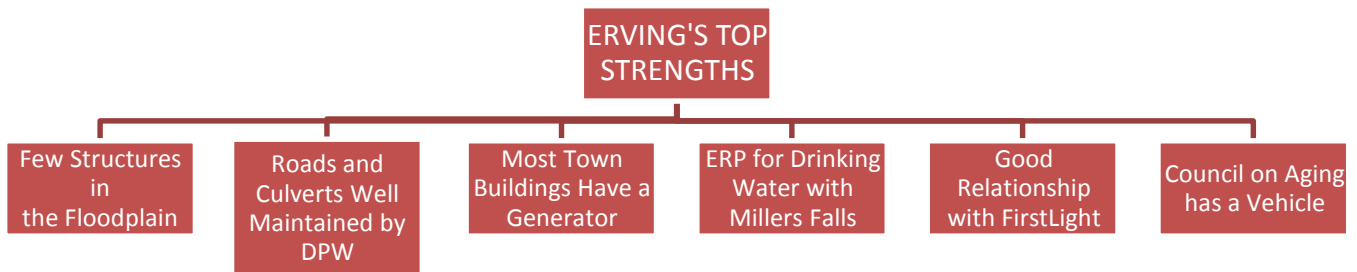 ERVING'S TOP
STRENGTHS
Few Structures
in
the Floodplain
Roads and
Culverts Well
Maintained by
DPW
Most Town
Buildings Have a
Generator
ERP for Drinking
Water with
Millers Falls
Good
Relationship
with FirstLight
Council on Aging
has a Vehicle